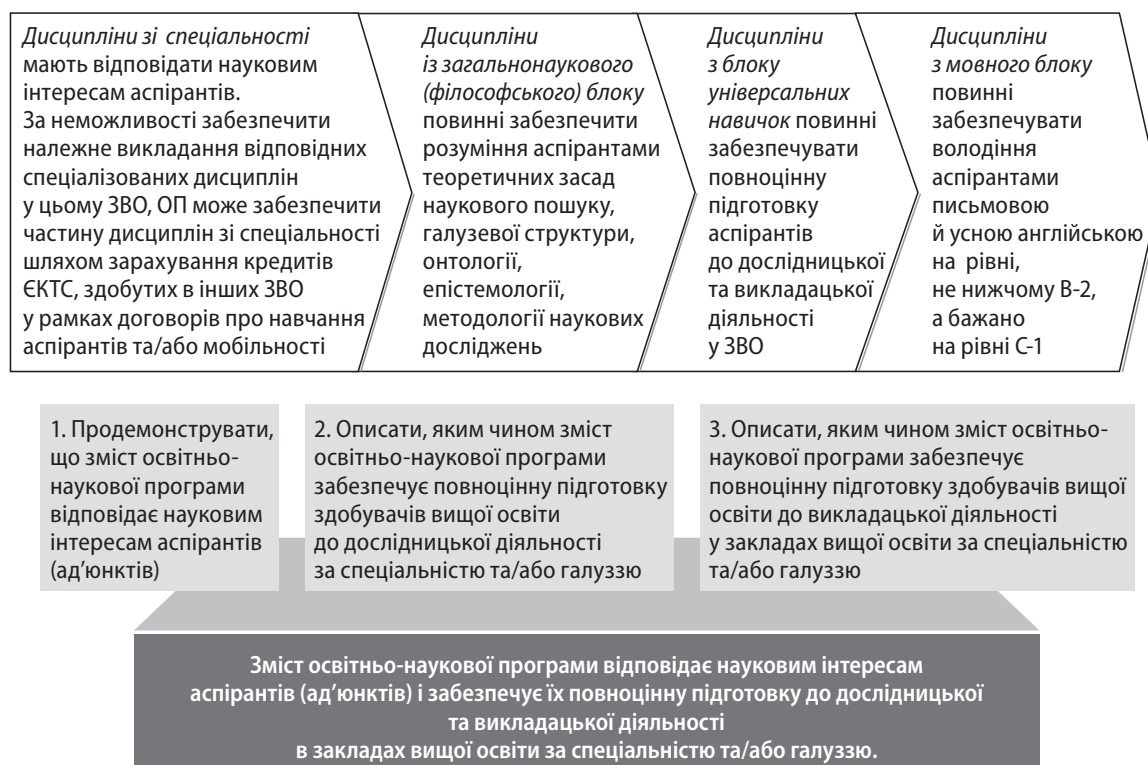 Дисципліни зі спеціальності
мають відповідати науковим
інтересам аспірантів.
За неможливості забезпечити
належне викладання відповідних
спеціалізованих дисциплін
у цьому ЗВО, ОП може забезпечити
частину дисциплін зі спеціальності
шляхом зарахування кредитів
ЄКТС, здобутих в інших ЗВО
у рамках договорів про навчання
аспірантів та/або мобільності
Дисципліни
із загальнонаукового
(філософського) блоку
повинні забезпечити
розуміння аспірантами
теоретичних засад
наукового пошуку,
галузевої структури,
онтології,
епістемології,
методології наукових
досліджень
Дисципліни
з блоку
універсальних
навичок повинні
забезпечувати
повноцінну
підготовку
аспірантів
до дослідницької
та викладацької
діяльності
у ЗВО
Дисципліни
з мовного блоку
повинні
забезпечувати
володіння
аспірантами
письмовою
й усною англійською
на рівні,
не нижчому В-2,
а бажано
на рівні С-1
1. Продемонструвати,
що зміст освітньо-
наукової програми
відповідає науковим
інтересам аспірантів
(ад’юнктів)
2. Описати, яким чином зміст
освітньо-наукової програми
забезпечує повноцінну підготовку
здобувачів вищої освіти
до дослідницької діяльності
за спеціальністю та/або галуззю
3. Описати, яким чином зміст освітньо-
наукової програми забезпечує
повноцінну підготовку здобувачів вищої
освіти до викладацької діяльності
у закладах вищої освіти за спеціальністю
та/або галуззю
Зміст освітньо-наукової програми відповідає науковим інтересам
аспірантів (ад’юнктів) і забезпечує їх повноцінну підготовку до дослідницької
та викладацької діяльності
в закладах вищої освіти за спеціальністю та/або галуззю.